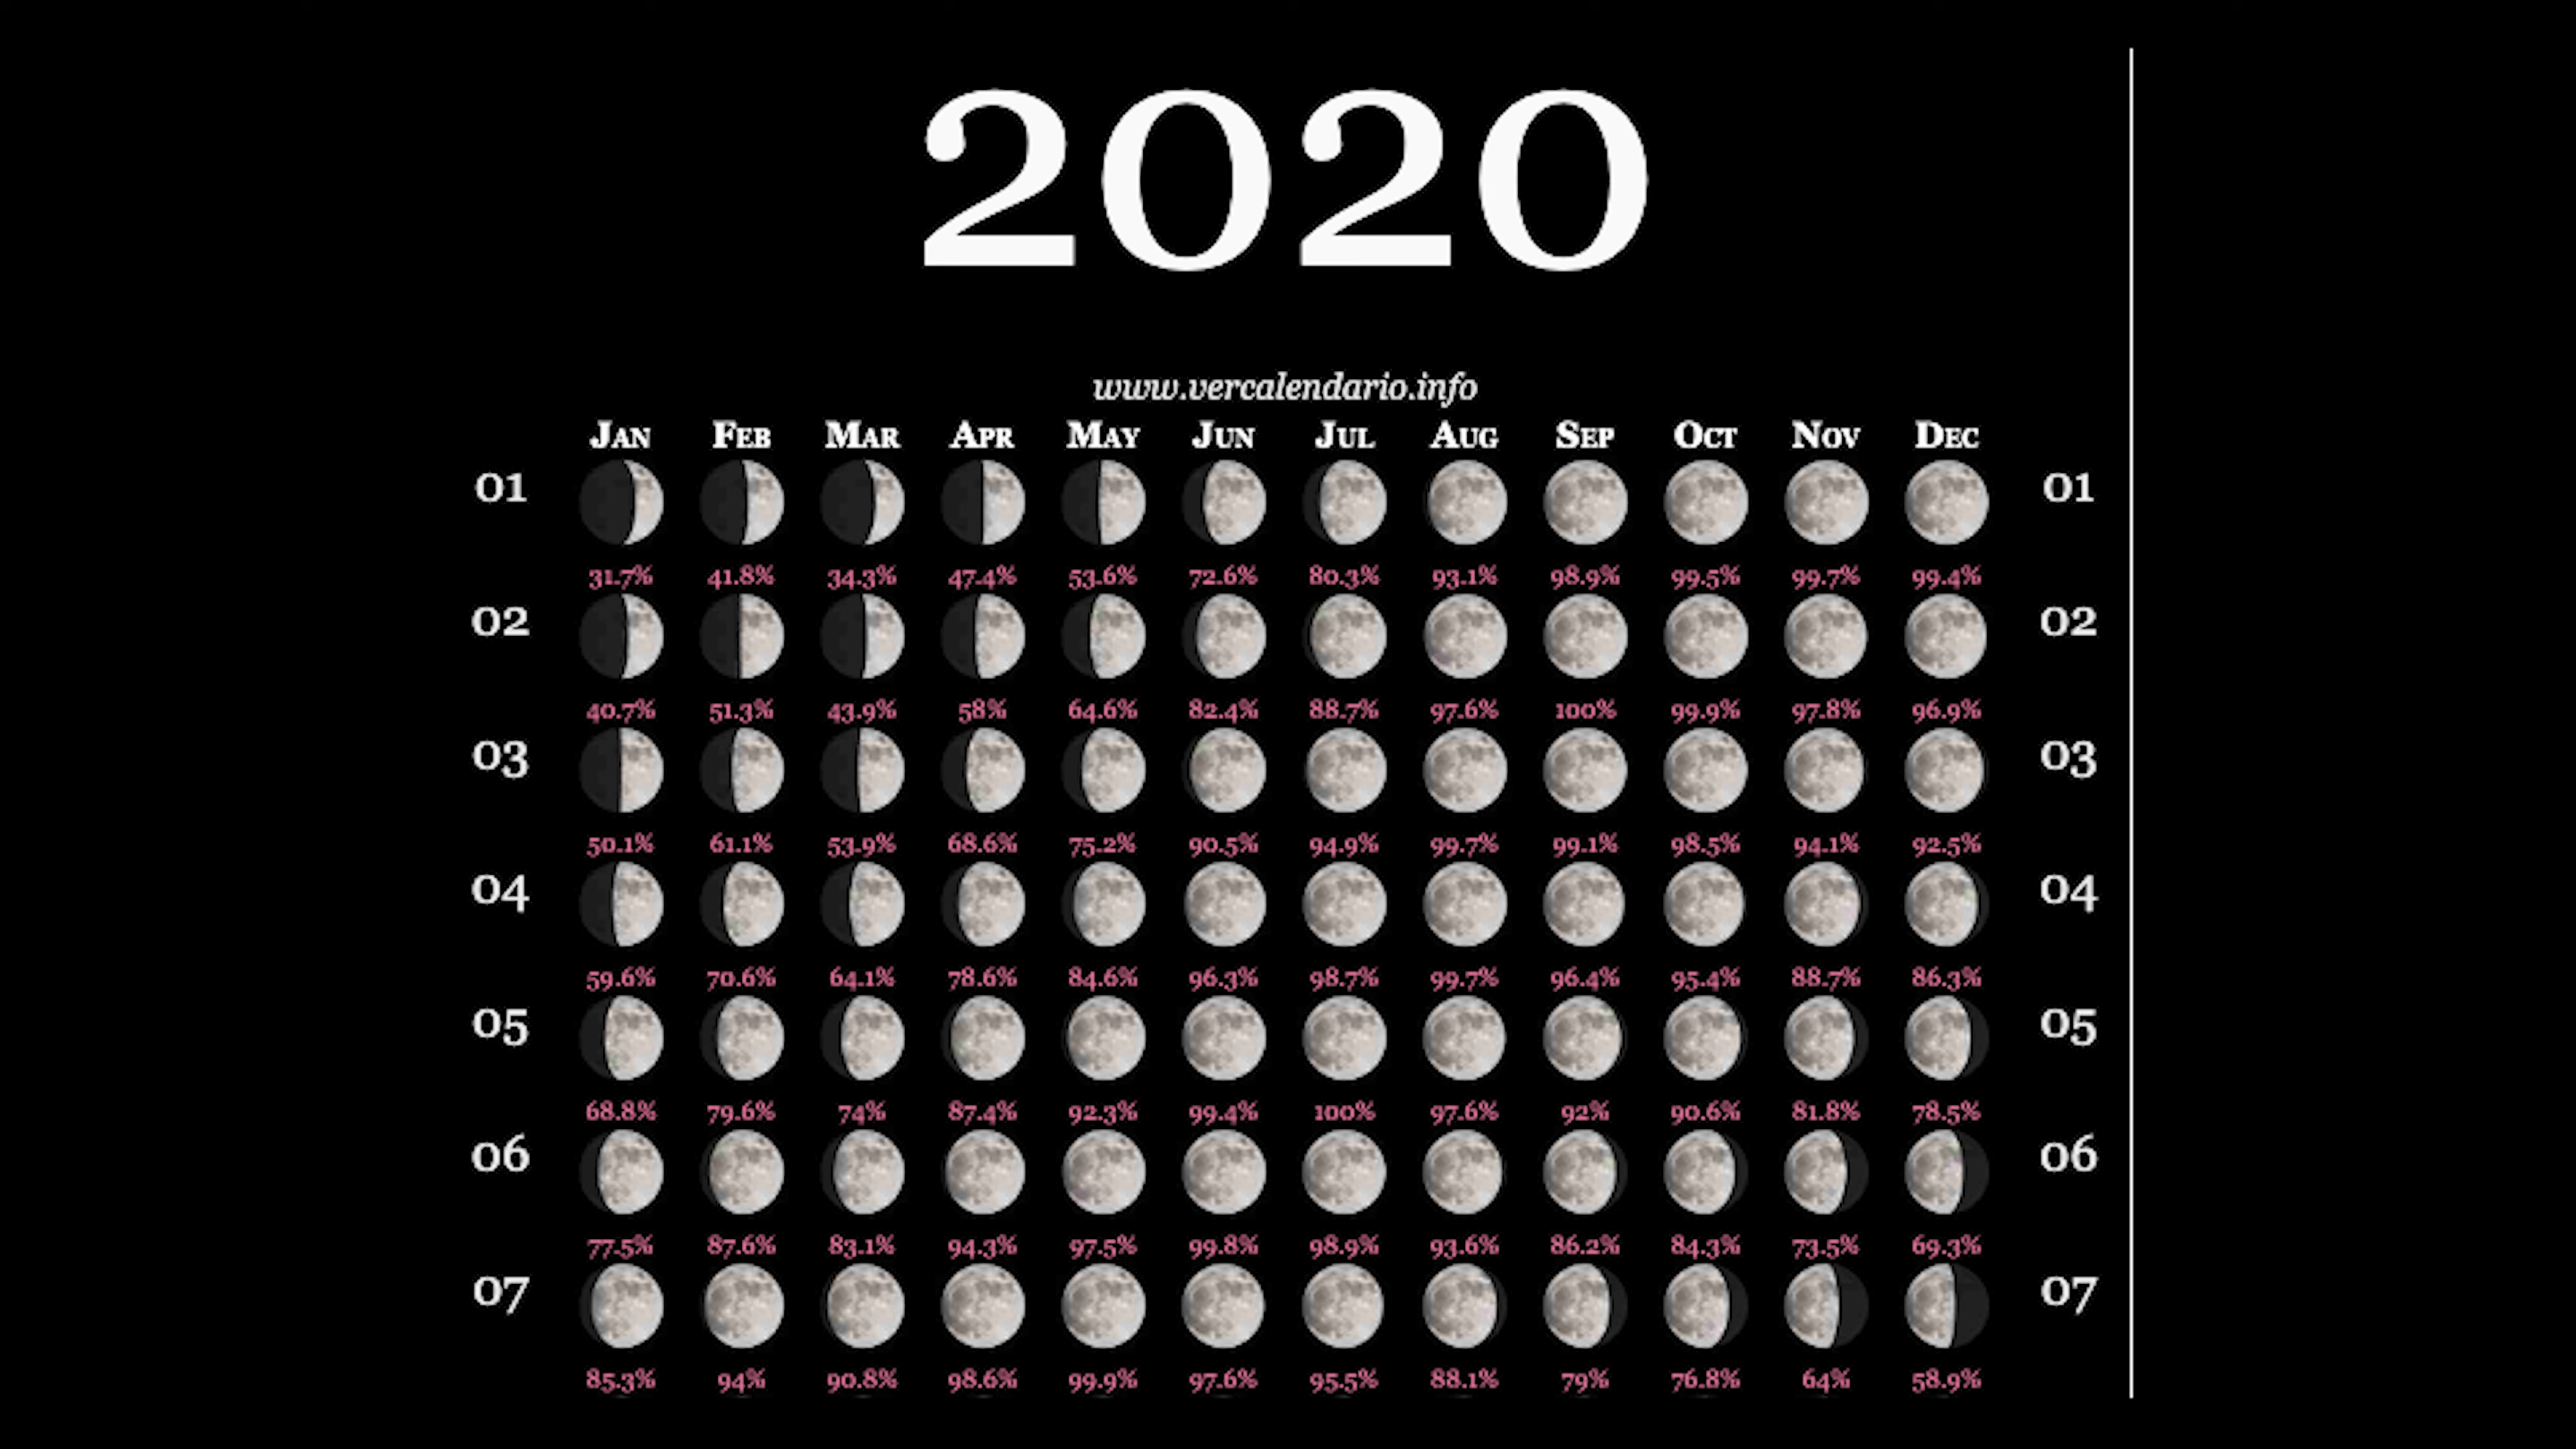 2020
www.vercalendario.info
JAN FEB MAR APR MAY JUN JUL AUG SEP OCT NOV DEC
01 01
31.7% 41.8% 34.3% 47.4% 53.6% 72.6% 80.3% 93.1% 98.9% 99.5% 99.7% 99.4%
02 02
40.7% 51.3% 43.9% 58% 64.6% 82.4% 88.7% 97.6% 100% 99.9% 97.8% 96.9%
03 03
50.1% 61.1% 53.9% 68.6% 75.2% 90.5% 94.9% 99.7% 99.1% 98.5% 94.1% 92.5%
04 04
59.6% 70.6% 64.1% 78.6% 84.6% 96.3% 98.7% 99.7% 96.4% 95.4% 88.7% 86.3%
05 05
68.8% 79.6% 74% 87.4% 92.3% 99.4% 100% 97.6% 92% 90.6% 81.8% 78.5%
06 06
77.5% 87.6% 83.1% 94.3% 97.5% 99.8% 98.9% 93.6% 86.2% 84.3% 73.5% 69.3%
07 07
85.3% 94% 90.8% 98.6% 99.9% 97.6% 95.5% 88.1% 79% 76.8% 64% 58.9%